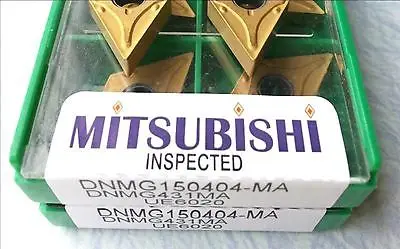 MITSUBISHI
INSPECTED
DNMG150404-MA
DNMG431MA
UE6020
DNMG150404-MA
DNMG431MA
UE6020